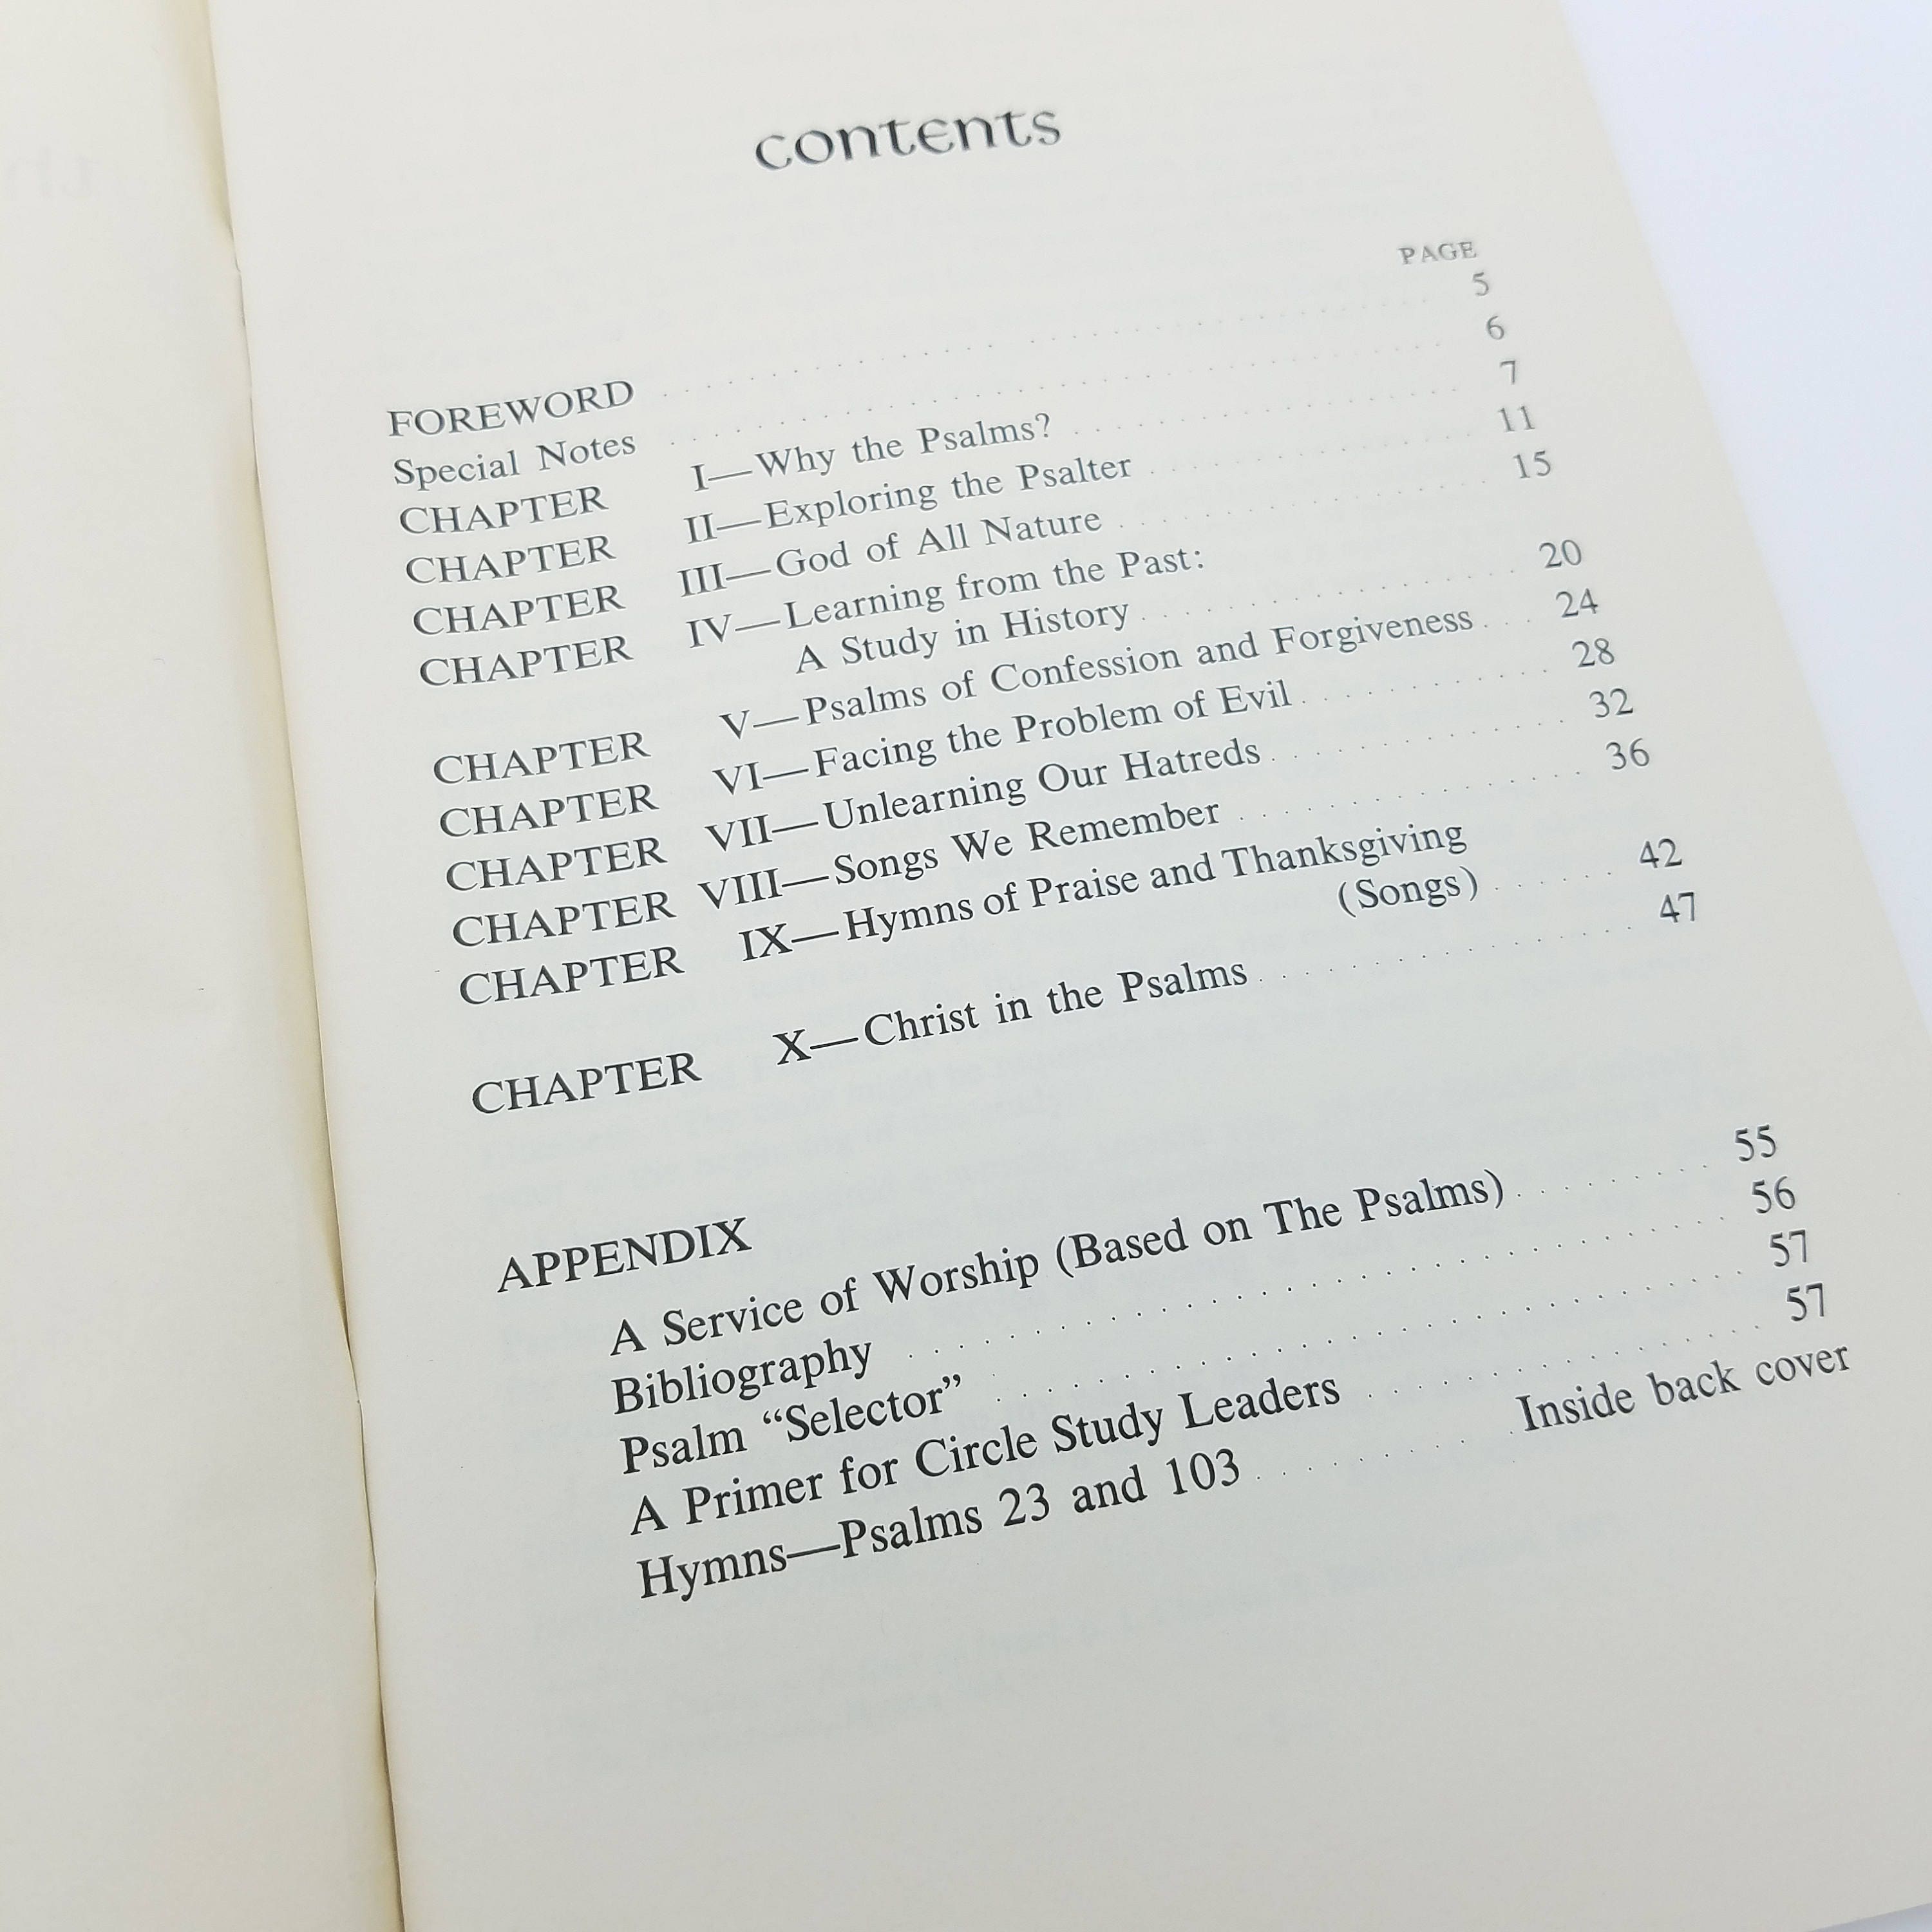 contents
PAGE
FOREWORD . . . . . . . . . . . . . . . . . . . . . . . . 5
Special Notes . . . . . . . . . . . . . . . . . . . . . . . . 6
CHAPTER I—Why the Psalms? . . . . . . . . . . . . 7
CHAPTER II—Exploring the Psalter . . . . . . . . . . 11
CHAPTER III—God of All Nature . . . . . . . . . . . 15
CHAPTER IV—Learning from the Past:
A Study in History . . . . . . . . . . . 20
CHAPTER V—Psalms of Confession and Forgiveness . . . 24
CHAPTER VI—Facing the Problem of Evil . . . . . . . . 28
CHAPTER VII—Unlearning Our Hatreds . . . . . . . . . 32
CHAPTER VIII—Songs We Remember . . . . . . . . . . . 36
CHAPTER IX—Hymns of Praise and Thanksgiving
(Songs) . . . . . 42
CHAPTER X—Christ in the Psalms . . . . . . . . . . . 47
APPENDIX
A Service of Worship (Based on The Psalms) . . . . . . . 55
Bibliography . . . . . . . . . . . . . . . . . . . . . . 56
Psalm “Selector” . . . . . . . . . . . . . . . . . . . . 57
A Primer for Circle Study Leaders . . . . . . . . . . . 57
Hymns—Psalms 23 and 103 . . . . . . . Inside back cover